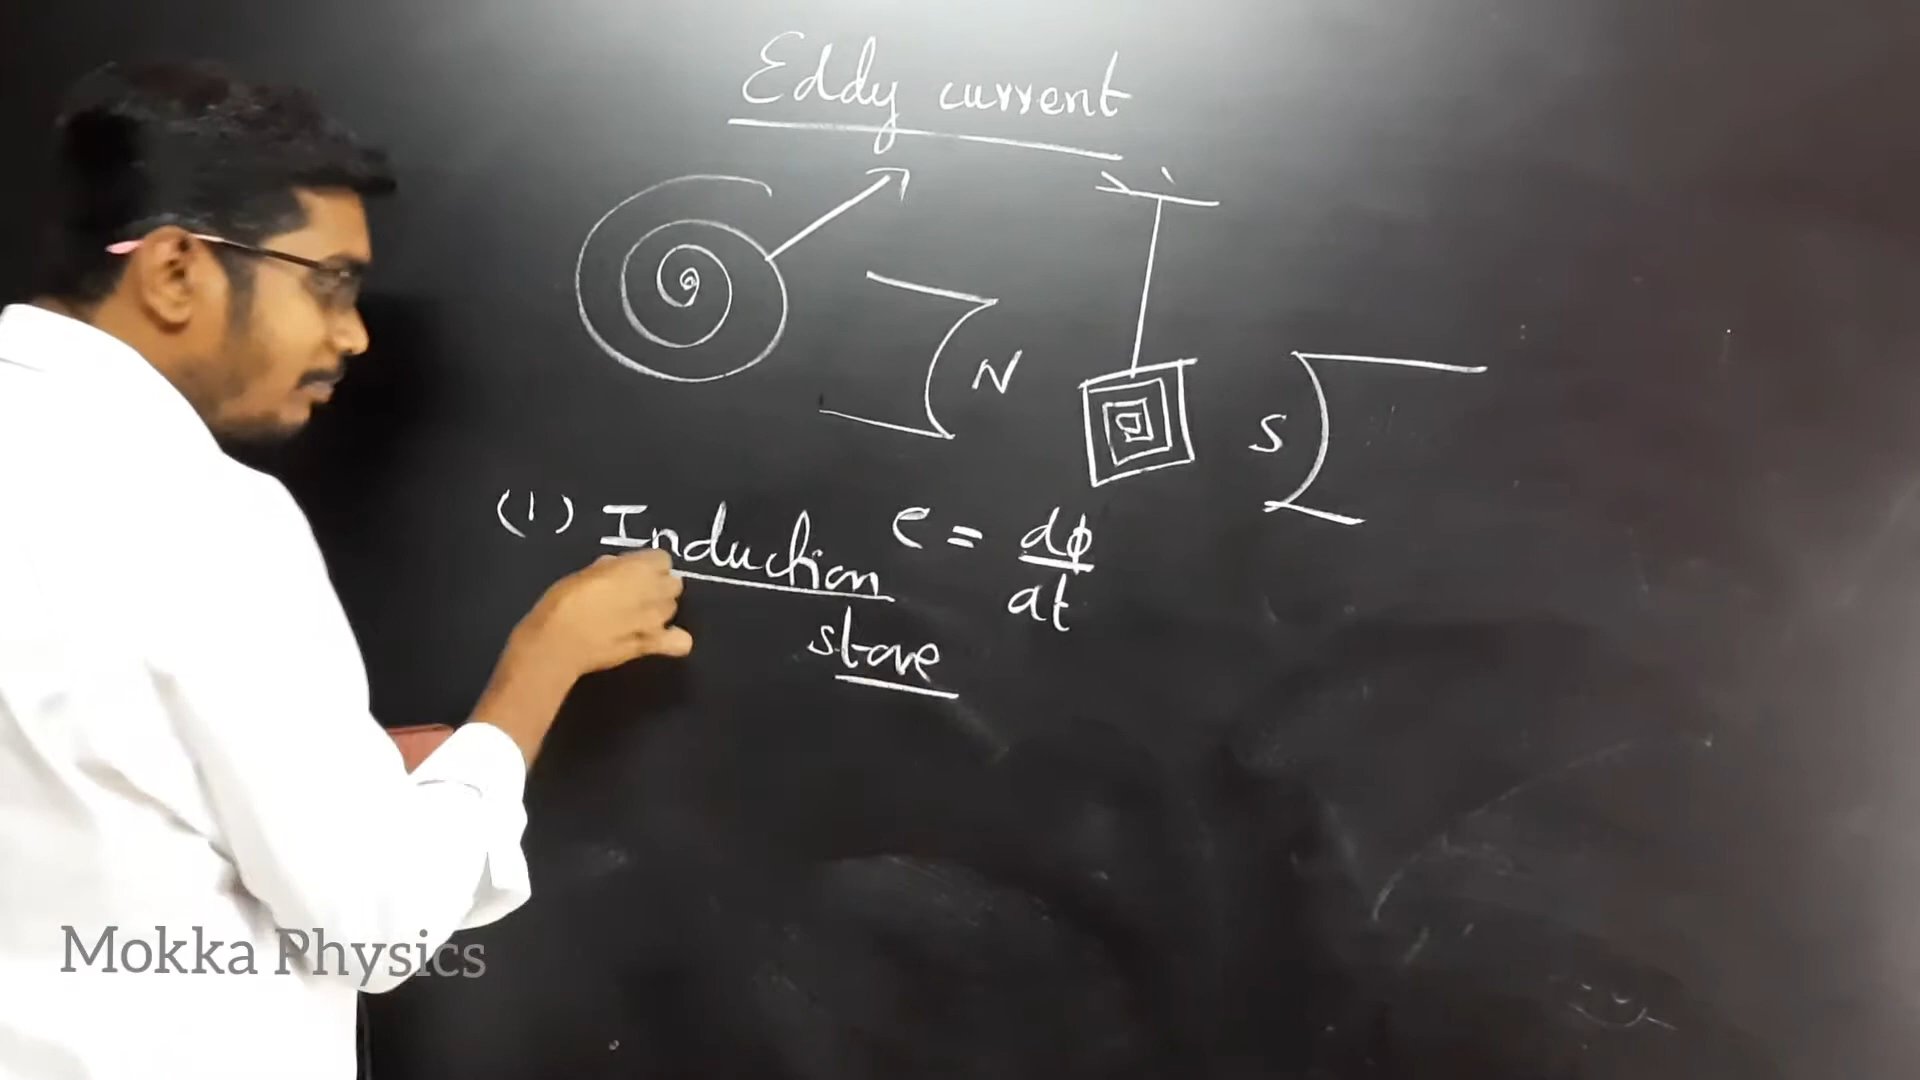 Eddy current
N
S
(1) Induction e = dϕ/dt
stove
Mokka Physics